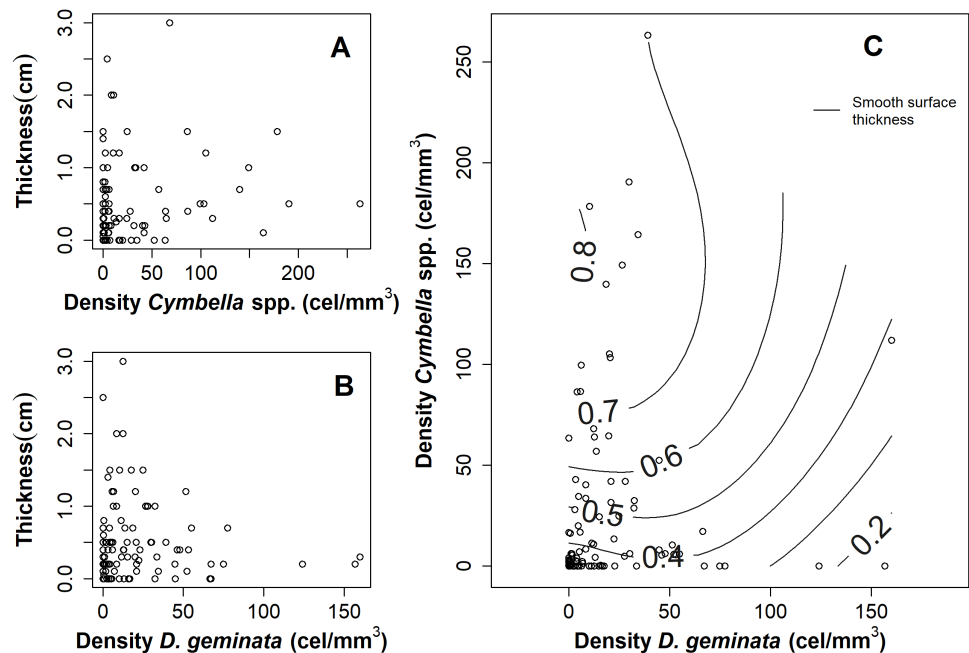 A
Thickness(cm)
3.0
2.0
1.0
0.0
0 50 100 200
Density Cymbella spp. (cel/mm³)
B
Thickness(cm)
3.0
2.0
1.0
0.0
0 50 100 150
Density D. geminata (cel/mm³)
C
Density Cymbella spp. (cel/mm³)
250
200
150
100
50
0
Smooth surface
thickness
0.8
0.7
0.6
0.5
0.4
0.2
0 50 100 150
Density D. geminata (cel/mm³)